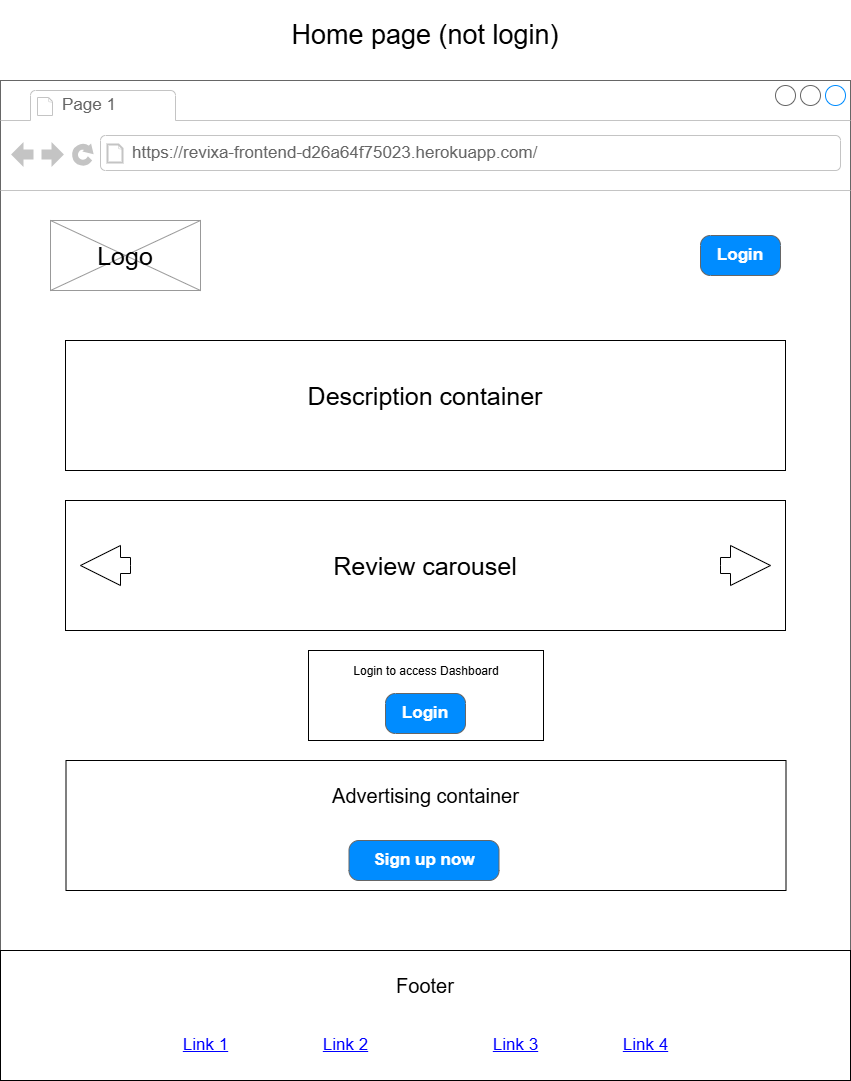 Home page (not login)
Page 1
https://revixa-frontend-d26a64f75023.herokuapp.com/
Logo
Login
Description container
Review carousel
Login to access Dashboard
Login
Advertising container
Sign up now
Footer
Link 1 Link 2 Link 3 Link 4